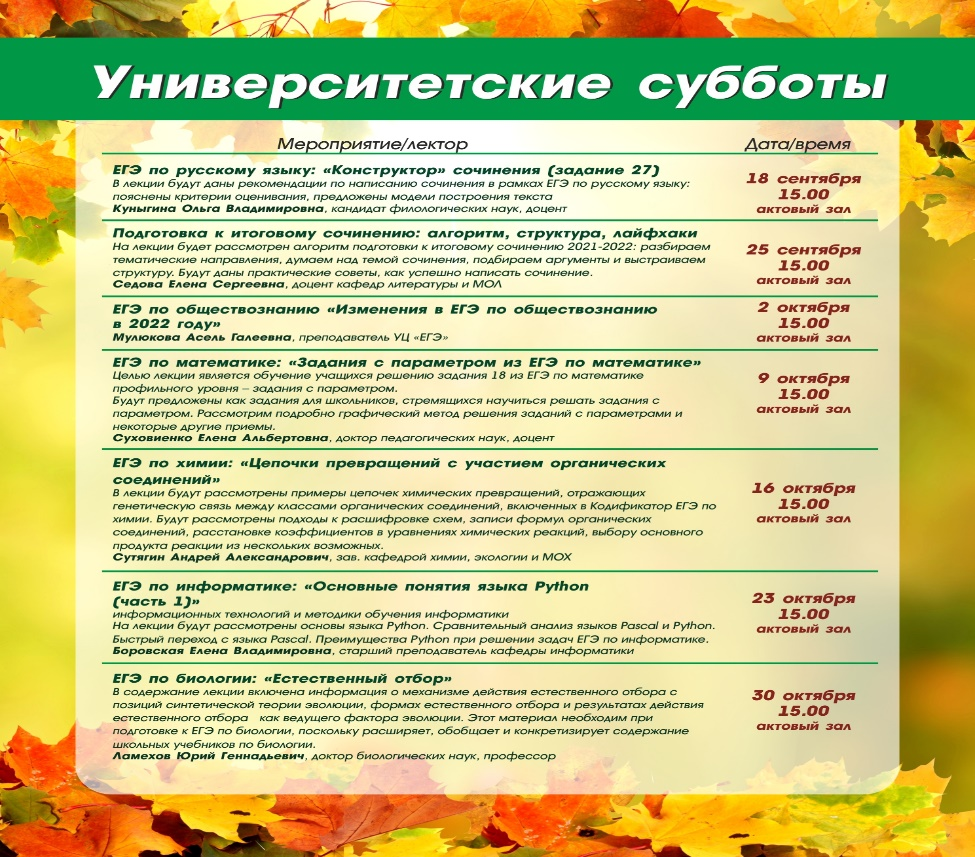 Университетские субботы
Мероприятие/лектор
Дата/время
ЕГЭ по русскому языку: «Конструктор» сочинения (задание 27)
В лекции будут даны рекомендации по написанию сочинения в рамках ЕГЭ по русскому языку:
пояснены критерии оценивания, предложены модели построения текста
Куныгина Ольга Владимировна, кандидат филологических наук, доцент
18 сентября
15.00
актовый зал
Подготовка к итоговому сочинению: алгоритм, структура, лайфхаки
На лекции будет рассмотрен алгоритм подготовки к итоговому сочинению 2021-2022: разбираем
тематические направления, думаем над темой сочинения, подбираем аргументы и выстраиваем
структуру. Будут даны практические советы, как успешно написать сочинение.
Седова Елена Сергеевна, доцент кафедр литературы и МОЛ
25 сентября
15.00
актовый зал
ЕГЭ по обществознанию «Изменения в ЕГЭ по обществознанию
в 2022 году»
Мулюкова Асель Галеевна, преподаватель УЦ «ЕГЭ»
2 октября
15.00
актовый зал
ЕГЭ по математике: «Задания с параметром из ЕГЭ по математике»
Целью лекции является обучение учащихся решению задания 18 из ЕГЭ по математике
профильного уровня – задания с параметром.
Будут предложены как задания для школьников, стремящихся научиться решать задания с
параметром. Рассмотрим подробно графический метод решения заданий с параметрами и
некоторые другие приемы.
Суховиенко Елена Альбертовна, доктор педагогических наук, доцент
9 октября
15.00
актовый зал
ЕГЭ по химии: «Цепочки превращений с участием органических
соединений»
В лекции будут рассмотрены примеры цепочек химических превращений, отражающих
генетическую связь между классами органических соединений, включенных в Кодификатор ЕГЭ по
химии. Будут рассмотрены подходы к расшифровке схем, записи формул органических
соединений, расстановке коэффициентов в уравнениях химических реакций, выбору основного
продукта реакции из нескольких возможных.
Сутягин Андрей Александрович, зав. кафедрой химии, экологии и МОХ
16 октября
15.00
актовый зал
ЕГЭ по информатике: «Основные понятия языка Python
(часть 1)»
информационных технологий и методики обучения информатики
На лекции будут рассмотрены основы языка Python. Сравнительный анализ языков Pascal и Python.
Быстрый переход с языка Pascal. Преимущества Python при решении задач ЕГЭ по информатике.
Боровская Елена Владимировна, старший преподаватель кафедры информатики
23 октября
15.00
актовый зал
ЕГЭ по биологии: «Естественный отбор»
В содержание лекции включена информация о механизме действия естественного отбора с
позиций синтетической теории эволюции, формах естественного отбора и результатах действия
естественного отбора как ведущего фактора эволюции. Этот материал необходим при
подготовке к ЕГЭ по биологии, поскольку расширяет, обобщает и конкретизирует содержание
школьных учебников по биологии.
Ламехов Юрий Геннадьевич, доктор биологических наук, профессор
30 октября
15.00
актовый зал